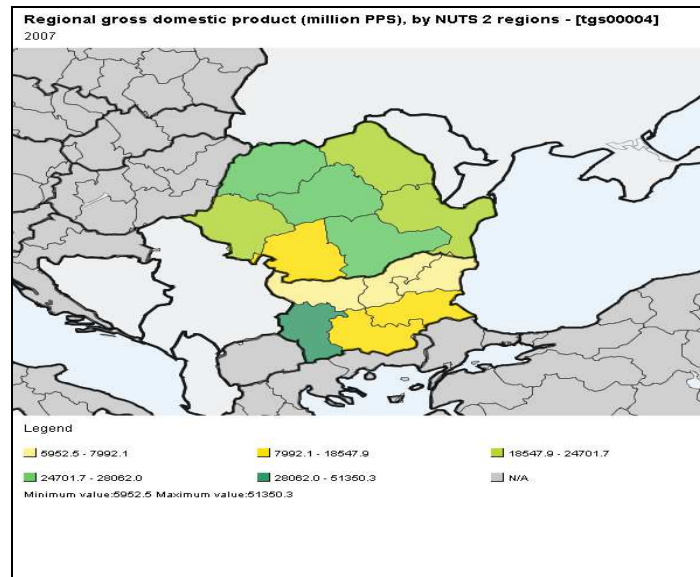 Regional gross domestic product (million PPS), by NUTS 2 regions - [tgs00004]
2007
Legend
5952.5 - 7992.1 7992.1 - 18547.9 18547.9 - 24701.7
24701.7 - 28062.0 28062.0 - 51350.3 N/A
Minimum value:5952.5 Maximum value:51350.3